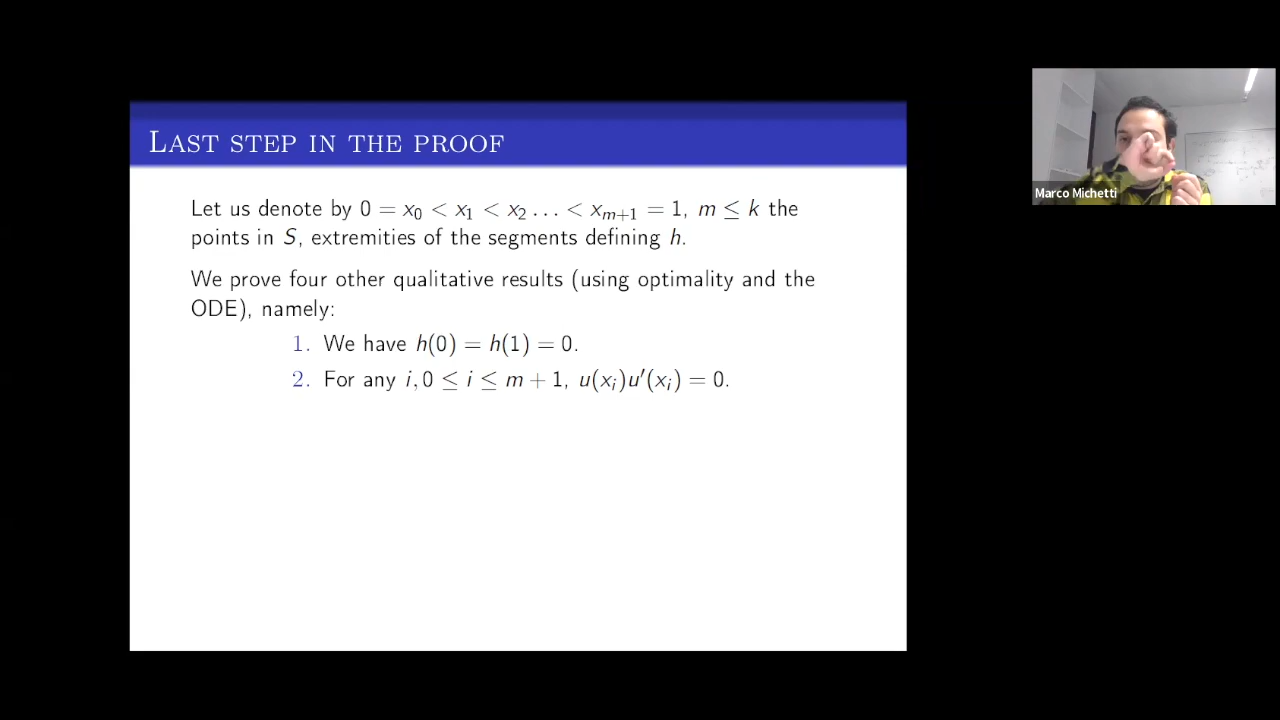 LAST STEP IN THE PROOF
Let us denote by 0 = x₀ < x₁ < x₂ … < xₘ₊₁ = 1, m ≤ k the
points in S, extremities of the segments defining h.
We prove four other qualitative results (using optimality and the
ODE), namely:
1. We have h(0) = h(1) = 0.
2. For any i, 0 ≤ i ≤ m + 1, u(xᵢ)u′(xᵢ) = 0.
Marco Michetti